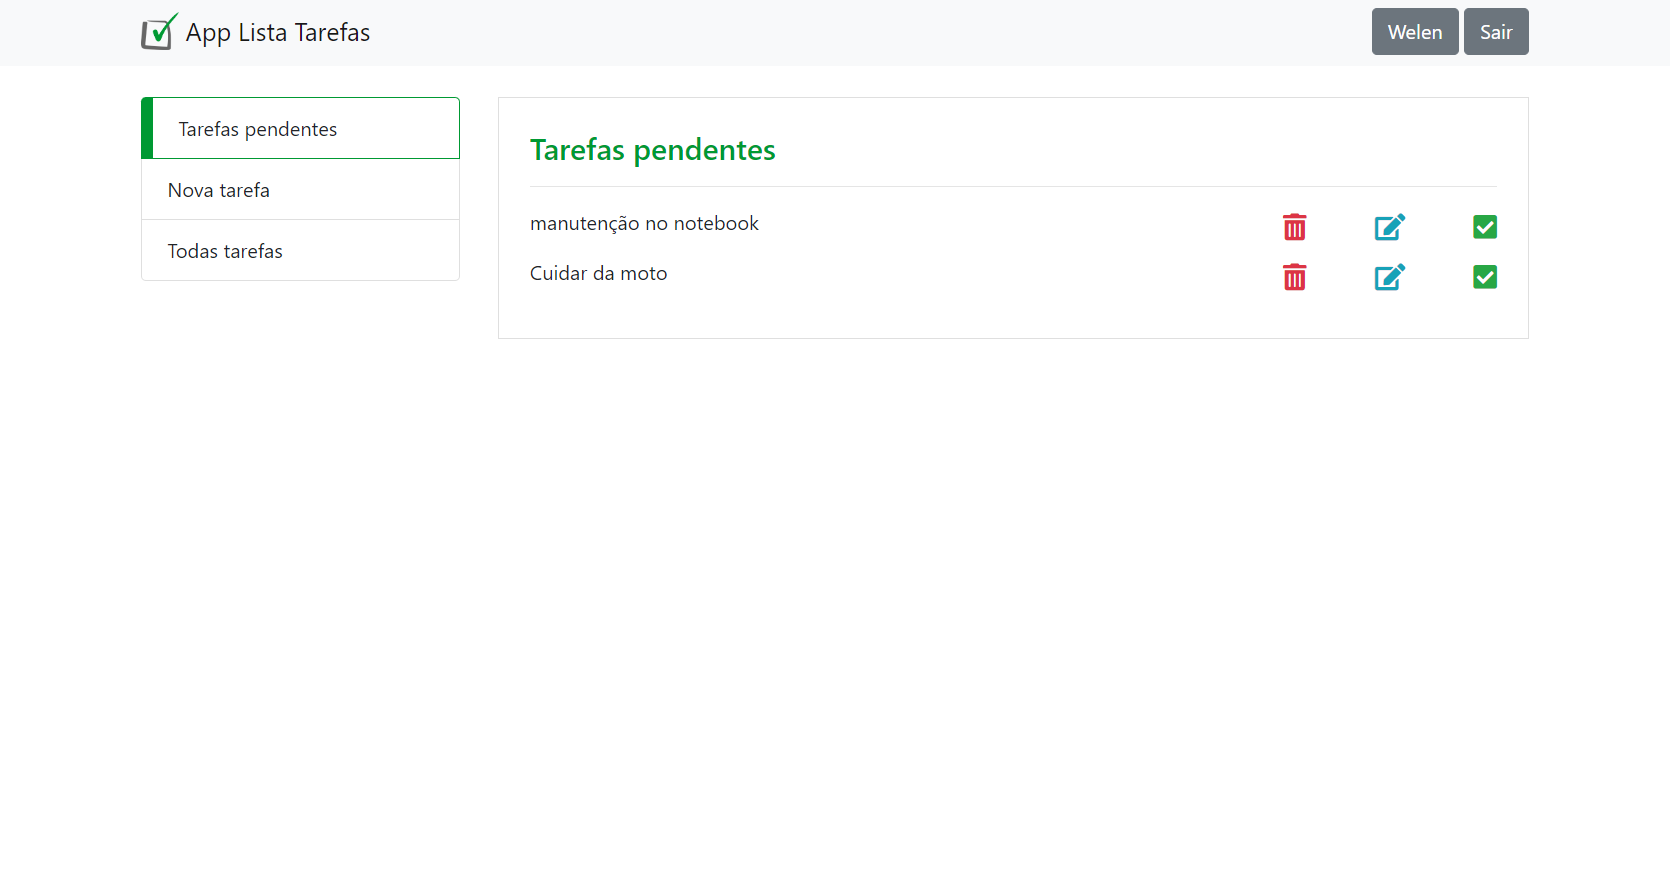 App Lista Tarefas
Welen
Sair
Tarefas pendentes
Nova tarefa
Todas tarefas
Tarefas pendentes
manutenção no notebook
Cuidar da moto